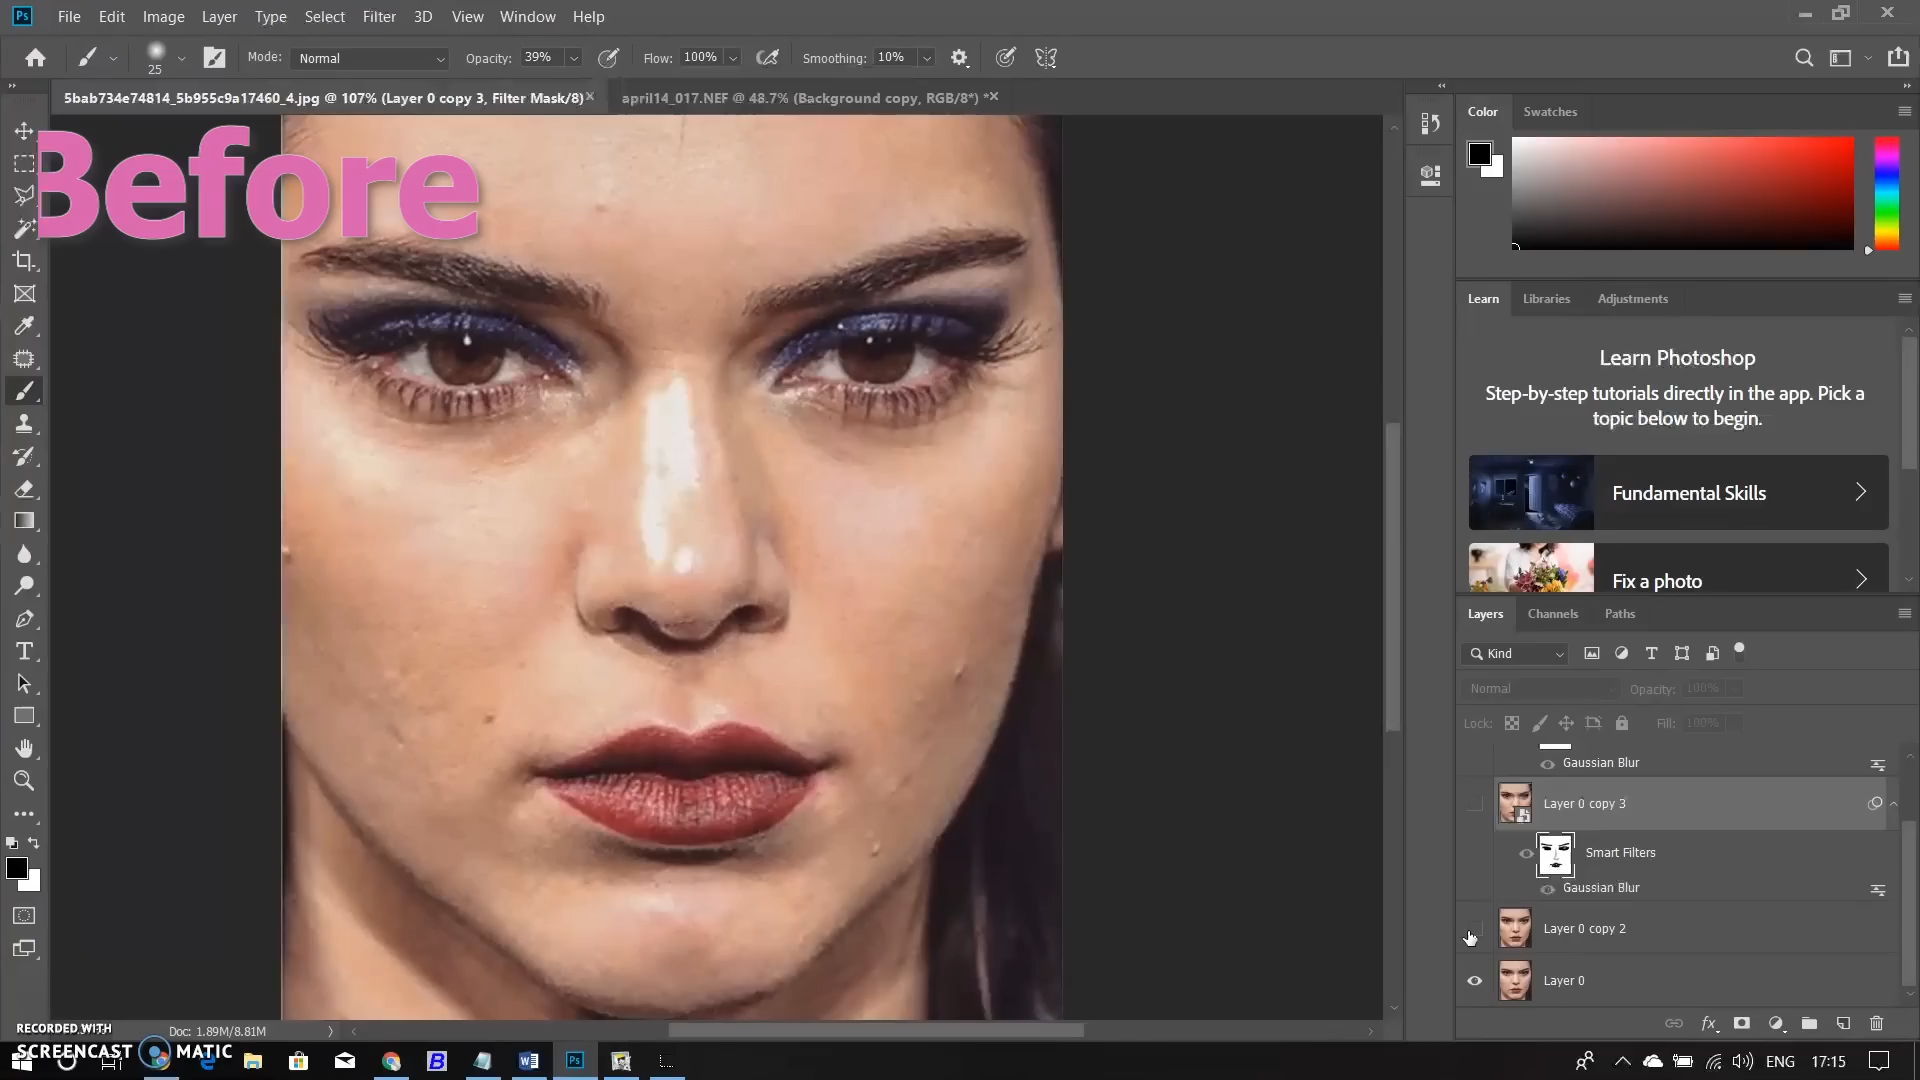 File Edit Image Layer Type Select Filter 3D View Window Help
25 Mode: Normal Opacity: 39% Flow: 100% Smoothing: 10%
5bab734e74814_5b955c9a17460_4.jpg @ 107% (Layer 0 copy 3, Filter Mask/8)
april14_017.NEF @ 48.7% (Background copy, RGB/8*) *
Before
Color Swatches
Learn Libraries Adjustments
Learn Photoshop
Step-by-step tutorials directly in the app. Pick a
topic below to begin.
Fundamental Skills
Fix a photo
Layers Channels Paths
Kind
Normal Opacity: 100%
Lock: Fill: 100%
Gaussian Blur
Layer 0 copy 3
Smart Filters
Gaussian Blur
Layer 0 copy 2
Layer 0
fx
Doc: 1.89M/8.81M
RECORDED WITH
SCREENCAST MATIC
ENG 17:15